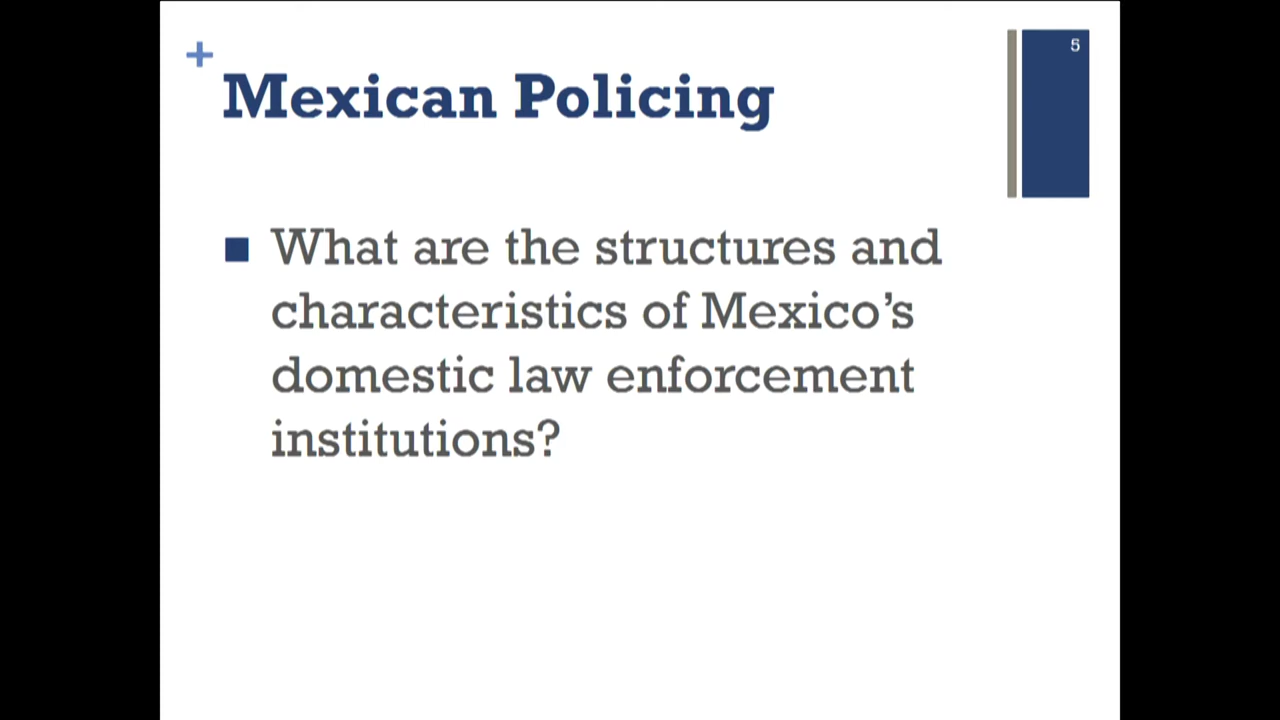 +
5
Mexican Policing
What are the structures and
characteristics of Mexico’s
domestic law enforcement
institutions?